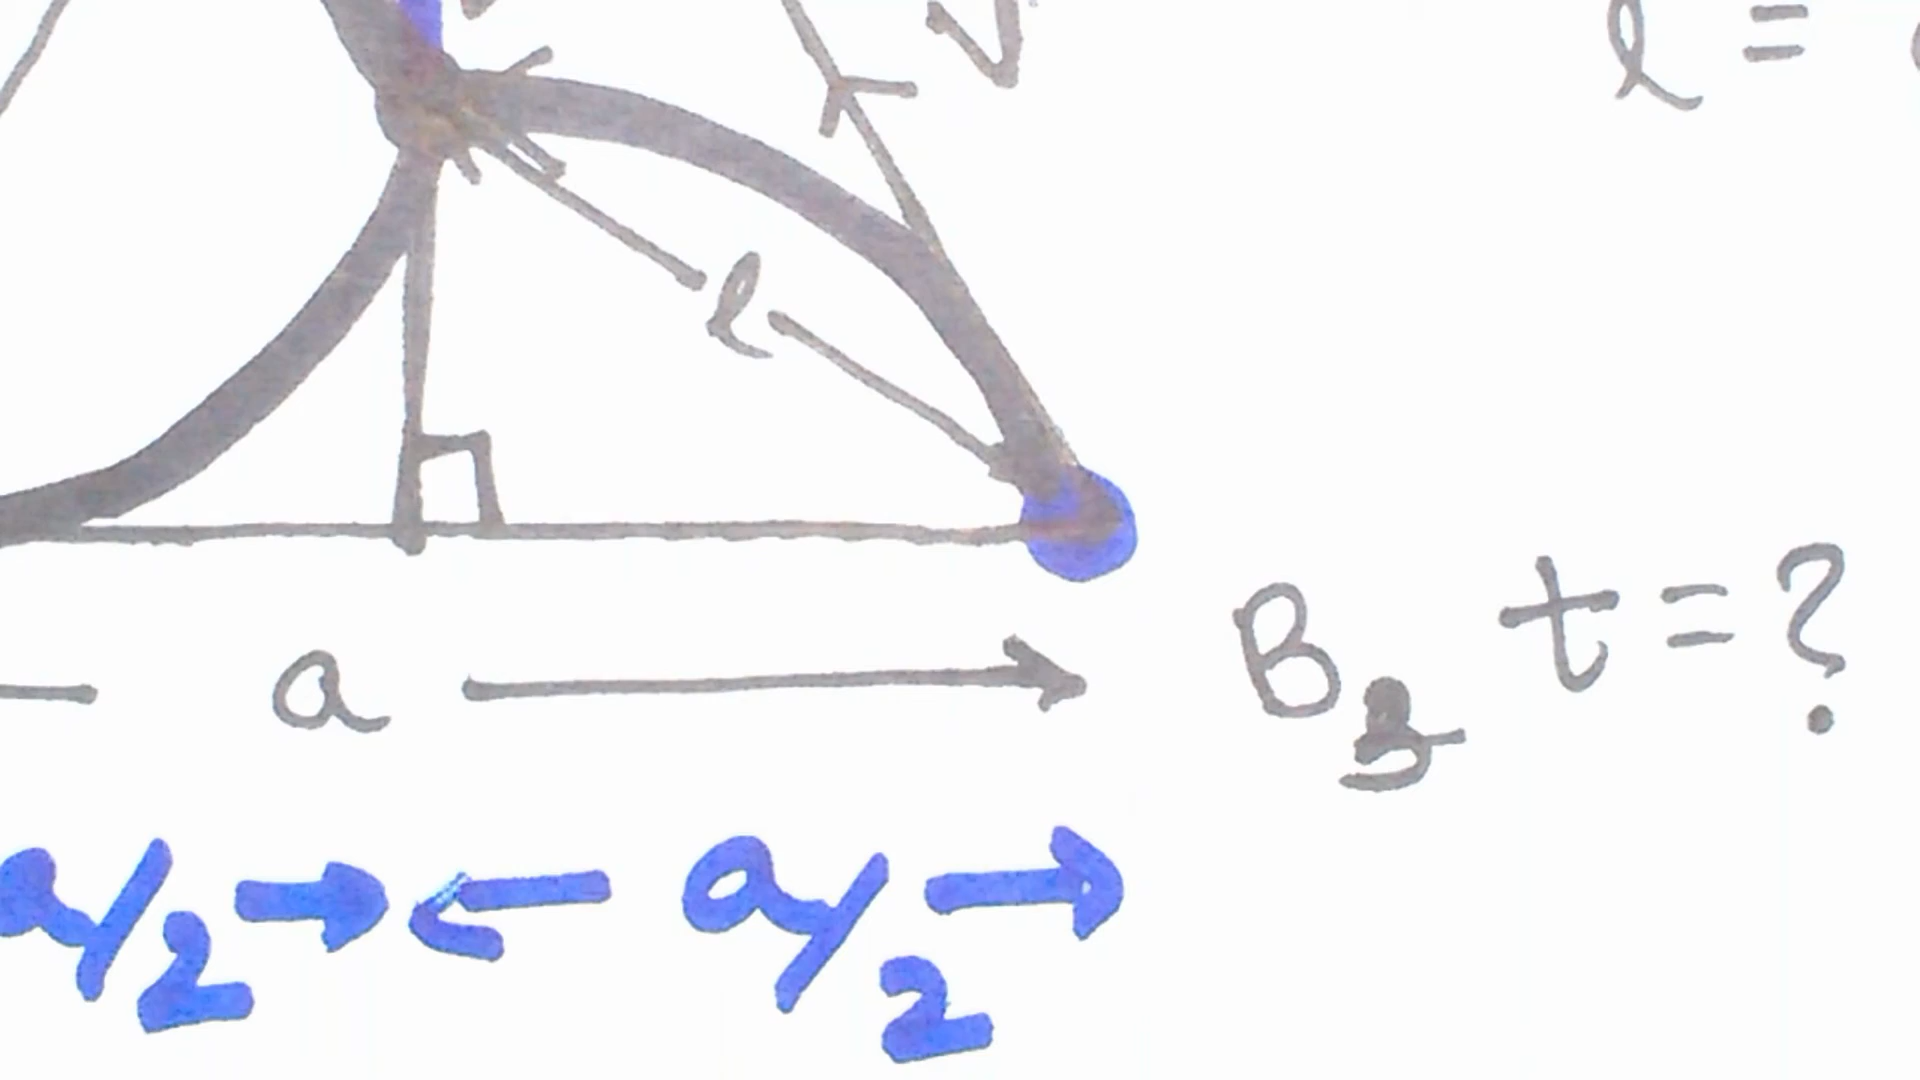 l =
l
a
B3 t = ?
a/2 a/2